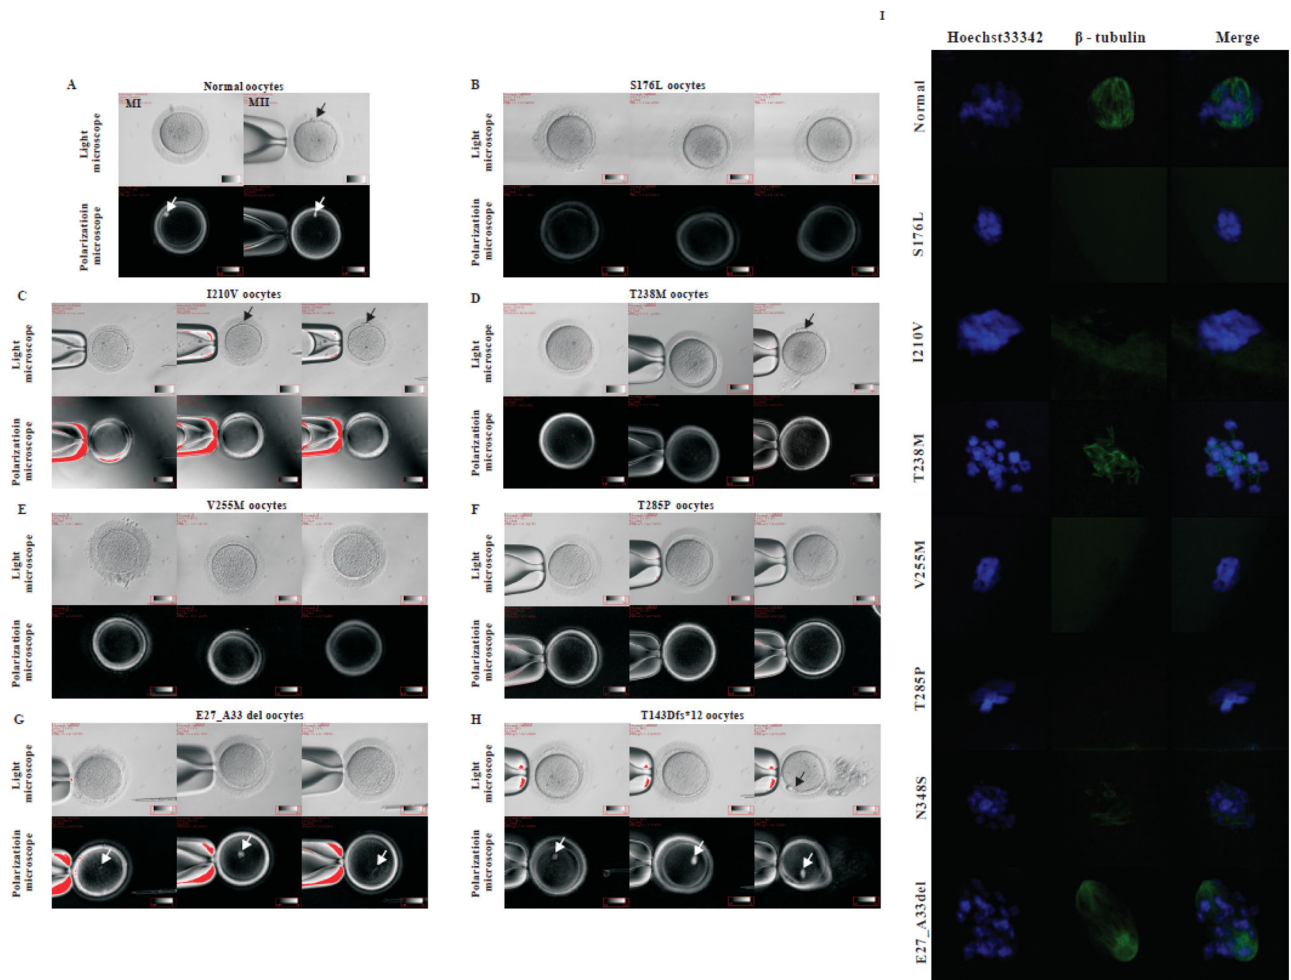 A
Normal oocytes
MI
MII
Light
microscope
Polarizatioin
microscope
B
S176L oocytes
Light
microscope
Polarizatioin
microscope
C
I210V oocytes
Light
microscope
Polarizatioin
microscope
D
T238M oocytes
Light
microscope
Polarizatioin
microscope
E
V255M oocytes
Light
microscope
Polarizatioin
microscope
F
T285P oocytes
Light
microscope
Polarizatioin
microscope
G
E27_A33 del oocytes
Light
microscope
Polarizatioin
microscope
H
T143Dfs*12 oocytes
Light
microscope
Polarizatioin
microscope
I
Hoechst33342
β - tubulin
Merge
Normal
S176L
I210V
T238M
V255M
T285P
N348S
E27_A33del